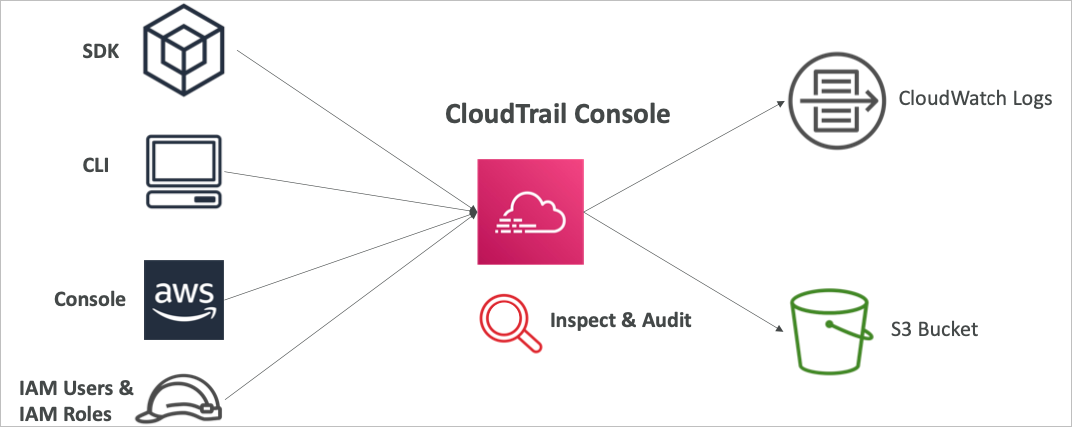 SDK
CLI
Console
aws
IAM Users &
IAM Roles
CloudTrail Console
Inspect & Audit
CloudWatch Logs
S3 Bucket